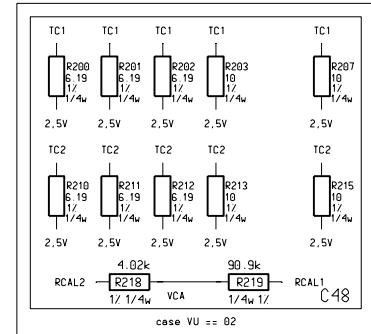 TC1 TC1 TC1 TC1 TC1
R200 R201 R202 R203 R207
6.19 6.19 6.19 10 10
1% 1% 1% 1% 1%
1/4w 1/4w 1/4w 1/4w 1/4w
2,5V 2,5V 2,5V 2,5V 2,5V
TC2 TC2 TC2 TC2 TC2
R210 R211 R212 R213 R215
6.19 6.19 6.19 10 10
1% 1% 1% 1% 1%
1/4w 1/4w 1/4w 1/4w 1/4w
2,5V 2,5V 2,5V 2,5V 2,5V
4.02k 90.9k
RCAL2 R218 R219 RCAL1
1% 1/4w VCA 1/4w 1% C48
case VU == 02